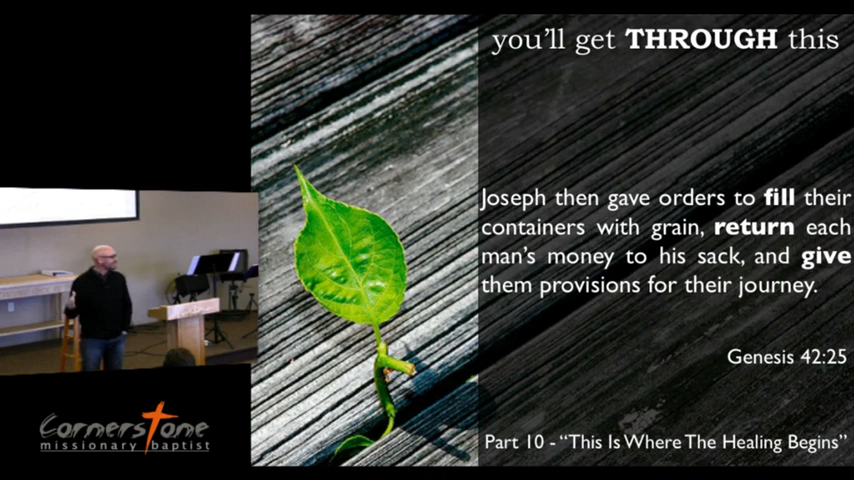 you'll get THROUGH this
Joseph then gave orders to fill their
containers with grain, return each
man's money to his sack, and give
them provisions for their journey.
Genesis 42:25
Part 10 - "This Is Where The Healing Begins"
Cornerstone
missionary baptist